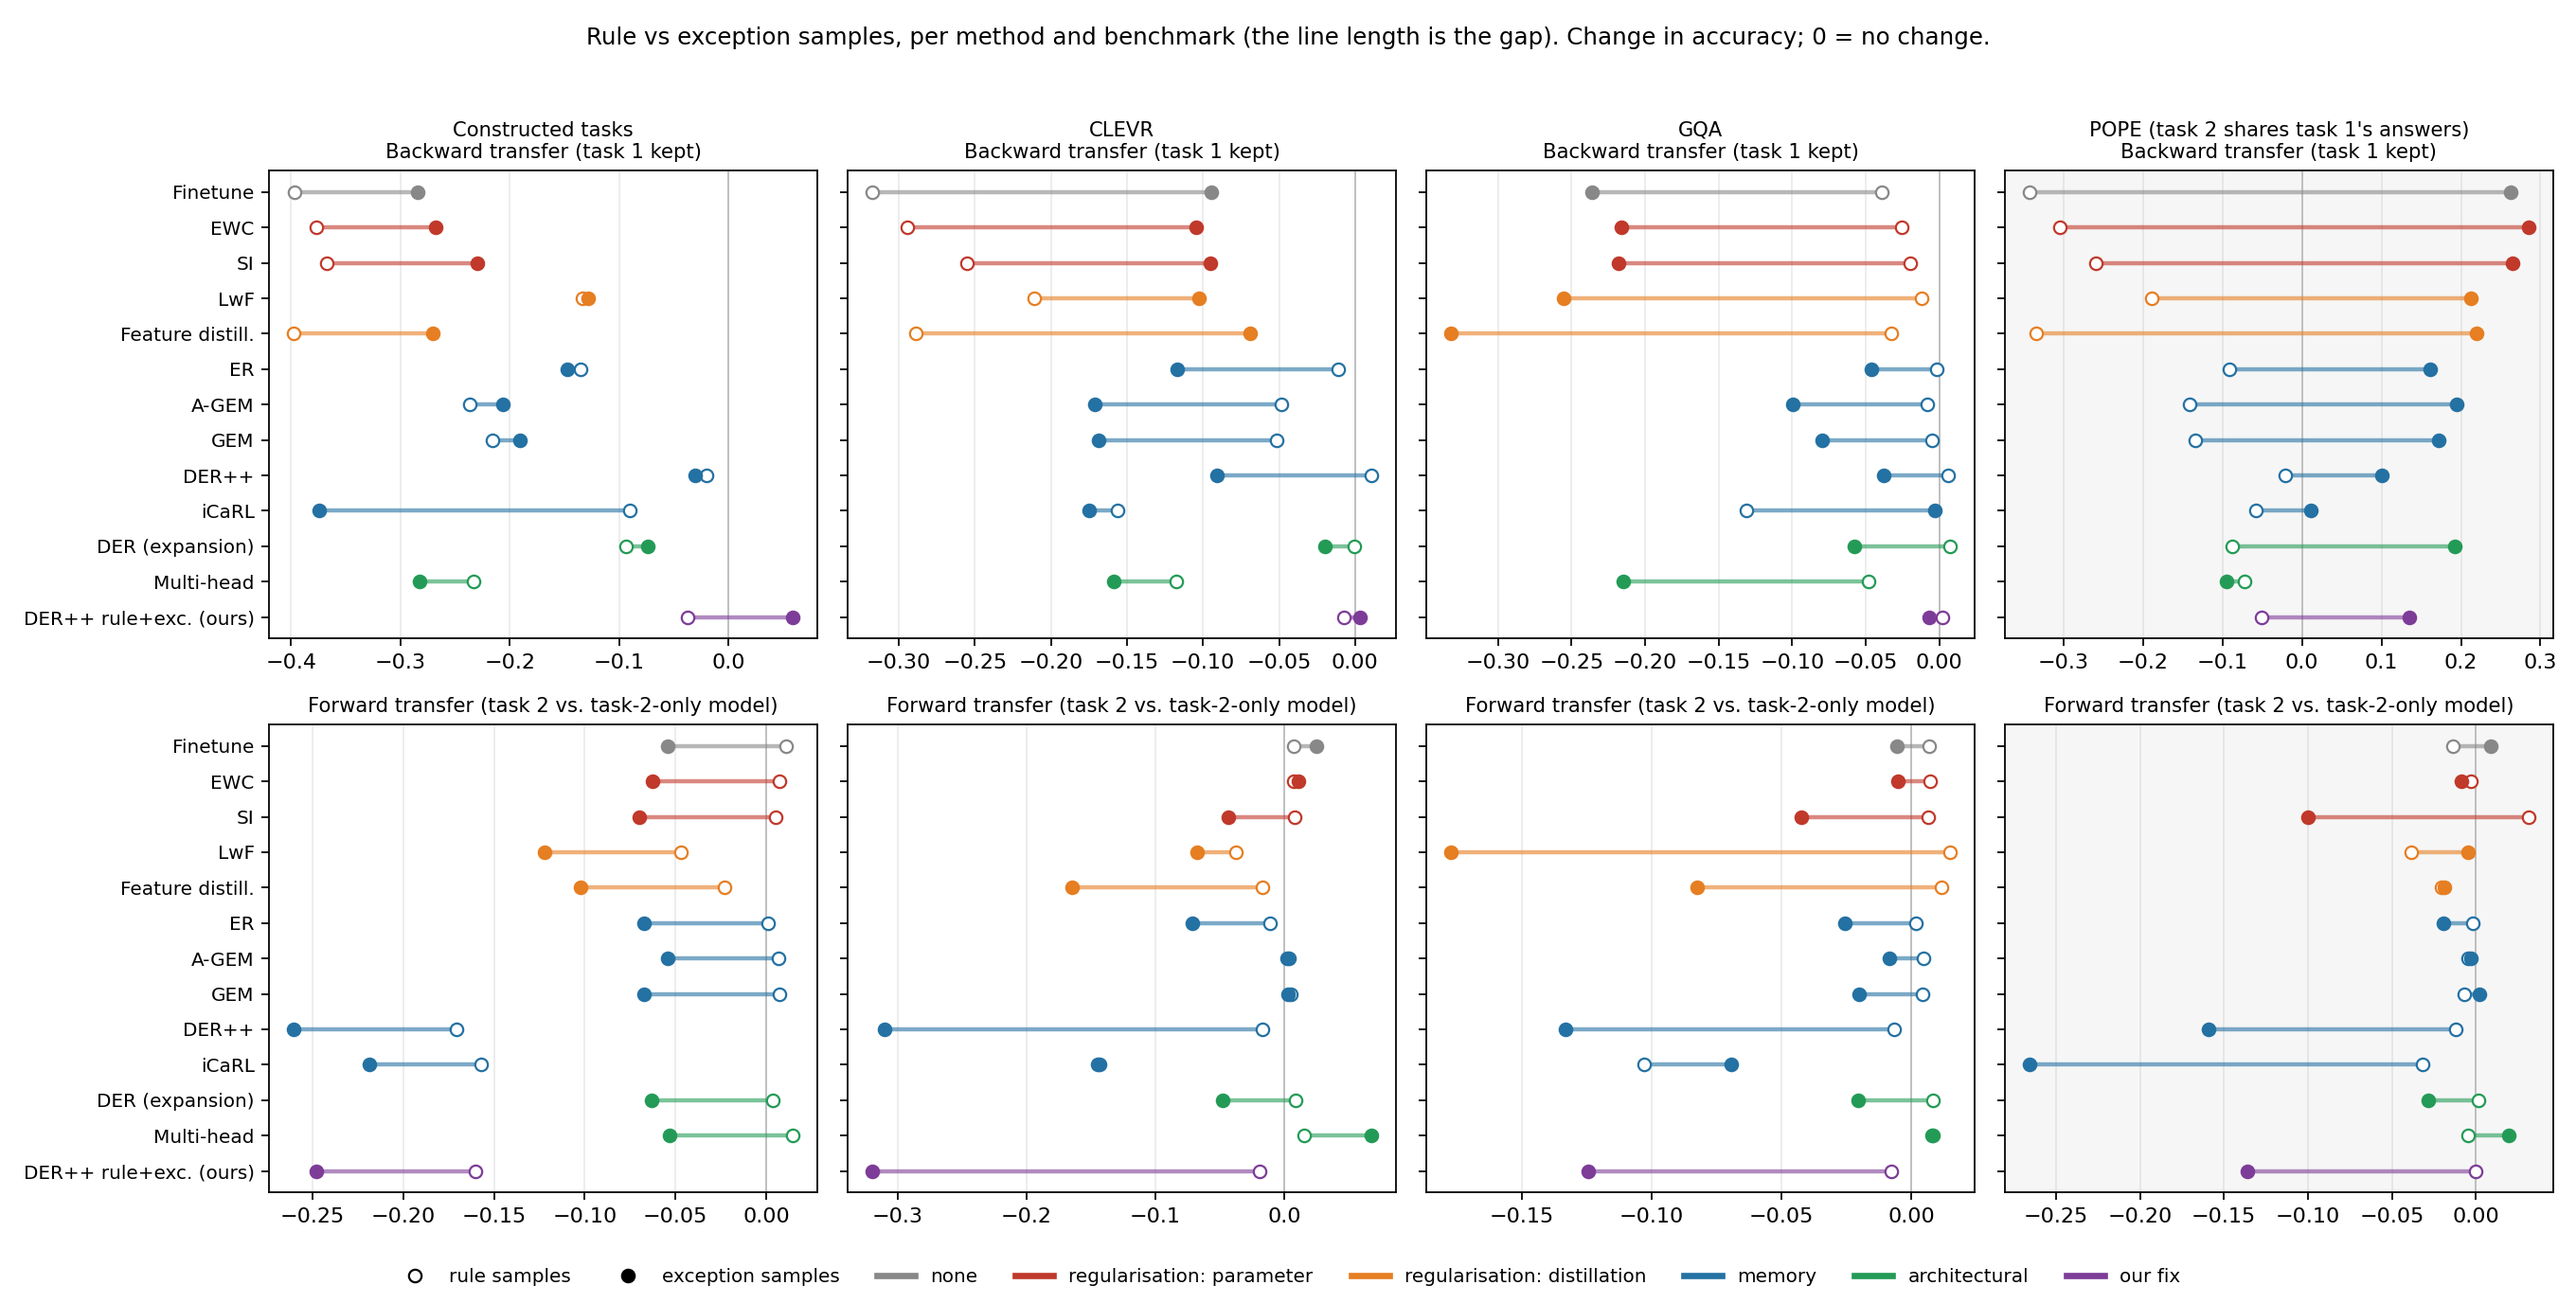 Rule vs exception samples, per method and benchmark (the line length is the gap). Change in accuracy; 0 = no change.
Constructed tasks
Backward transfer (task 1 kept)
CLEVR
Backward transfer (task 1 kept)
GQA
Backward transfer (task 1 kept)
POPE (task 2 shares task 1's answers)
Backward transfer (task 1 kept)
Finetune
EWC
SI
LwF
Feature distill.
ER
A-GEM
GEM
DER++
iCaRL
DER (expansion)
Multi-head
DER++ rule+exc. (ours)
−0.4 −0.3 −0.2 −0.1 0.0
−0.30 −0.25 −0.20 −0.15 −0.10 −0.05 0.00
−0.30 −0.25 −0.20 −0.15 −0.10 −0.05 0.00
−0.3 −0.2 −0.1 0.0 0.1 0.2 0.3
Forward transfer (task 2 vs. task-2-only model)
Forward transfer (task 2 vs. task-2-only model)
Forward transfer (task 2 vs. task-2-only model)
Forward transfer (task 2 vs. task-2-only model)
Finetune
EWC
SI
LwF
Feature distill.
ER
A-GEM
GEM
DER++
iCaRL
DER (expansion)
Multi-head
DER++ rule+exc. (ours)
−0.25 −0.20 −0.15 −0.10 −0.05 0.00
−0.3 −0.2 −0.1 0.0
−0.15 −0.10 −0.05 0.00
−0.25 −0.20 −0.15 −0.10 −0.05 0.00
rule samples exception samples none regularisation: parameter regularisation: distillation memory architectural our fix